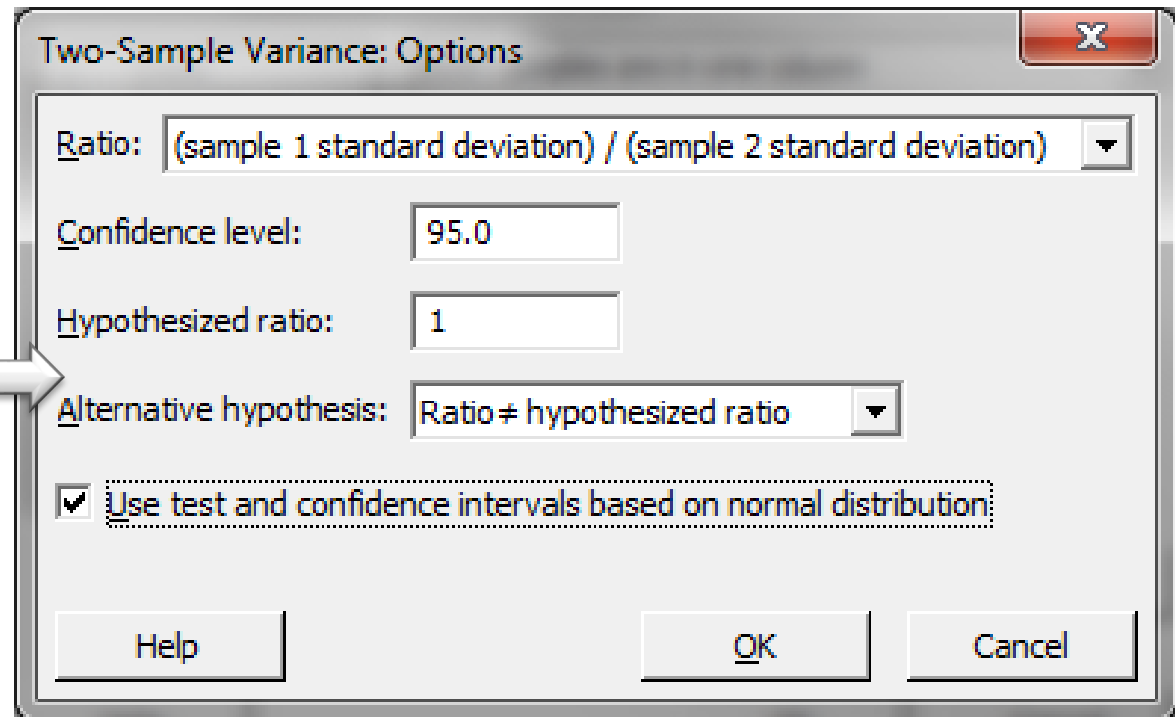 Two-Sample Variance: Options
Ratio: (sample 1 standard deviation) / (sample 2 standard deviation)
Confidence level: 95.0
Hypothesized ratio: 1
Alternative hypothesis: Ratio ≠ hypothesized ratio
Use test and confidence intervals based on normal distribution
Help OK Cancel